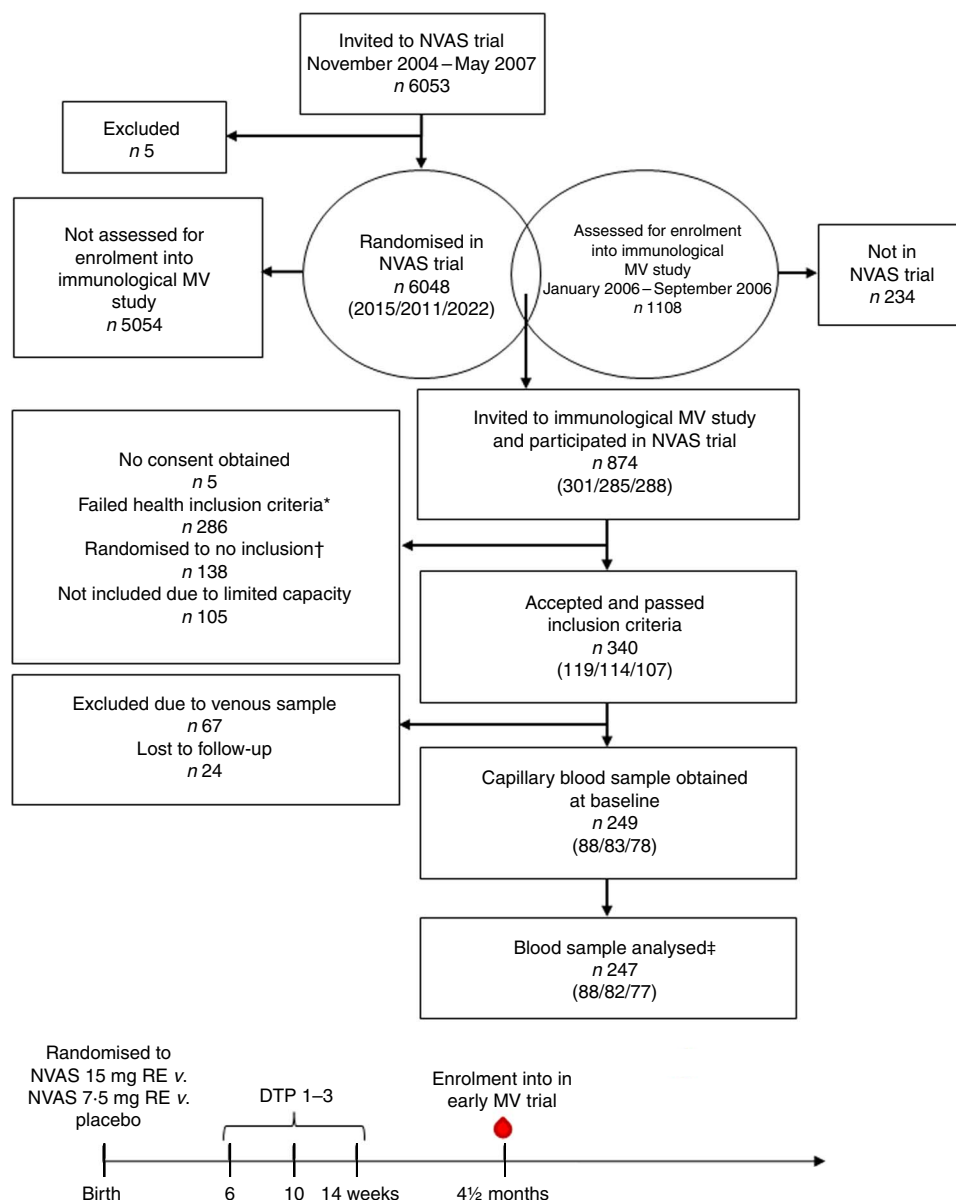 Invited to NVAS trial
November 2004–May 2007
n 6053
Excluded
n 5
Not assessed for
enrolment into
immunological MV
study
n 5054
Randomised in
NVAS trial
n 6048
(2015/2011/2022)
Assessed for enrolment
into immunological
MV study
January 2006–September 2006
n 1108
Not in
NVAS trial
n 234
Invited to immunological MV study
and participated in NVAS trial
n 874
(301/285/288)
No consent obtained
n 5
Failed health inclusion criteria*
n 286
Randomised to no inclusion†
n 138
Not included due to limited capacity
n 105
Accepted and passed
inclusion criteria
n 340
(119/114/107)
Excluded due to venous sample
n 67
Lost to follow-up
n 24
Capillary blood sample obtained
at baseline
n 249
(88/83/78)
Blood sample analysed‡
n 247
(88/82/77)
Randomised to
NVAS 15 mg RE v.
NVAS 7·5 mg RE v.
placebo
DTP 1–3
Enrolment into in
early MV trial
Birth 6 10 14 weeks 4½ months